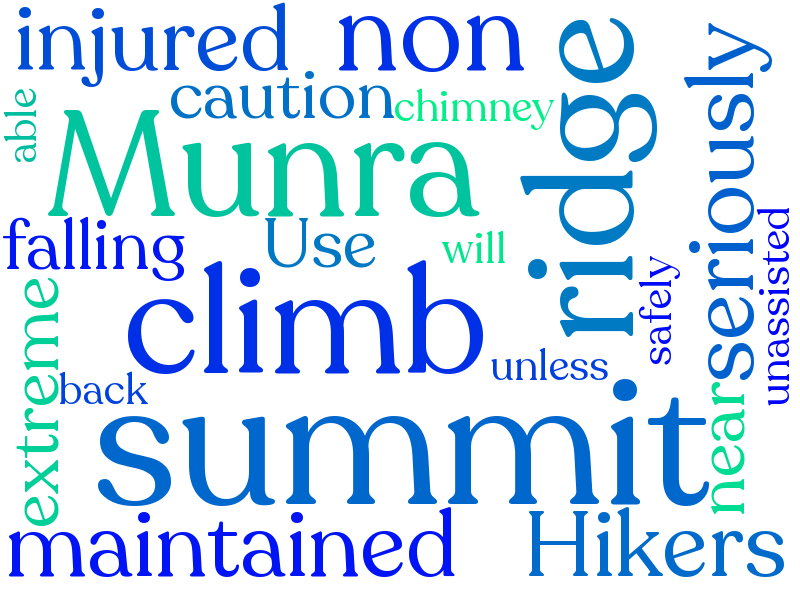 injured
non
ridge
seriously
caution
chimney
able
Munra
falling
Use
will
unassisted
safely
climb
extreme
unless
back
summit
near
maintained
Hikers